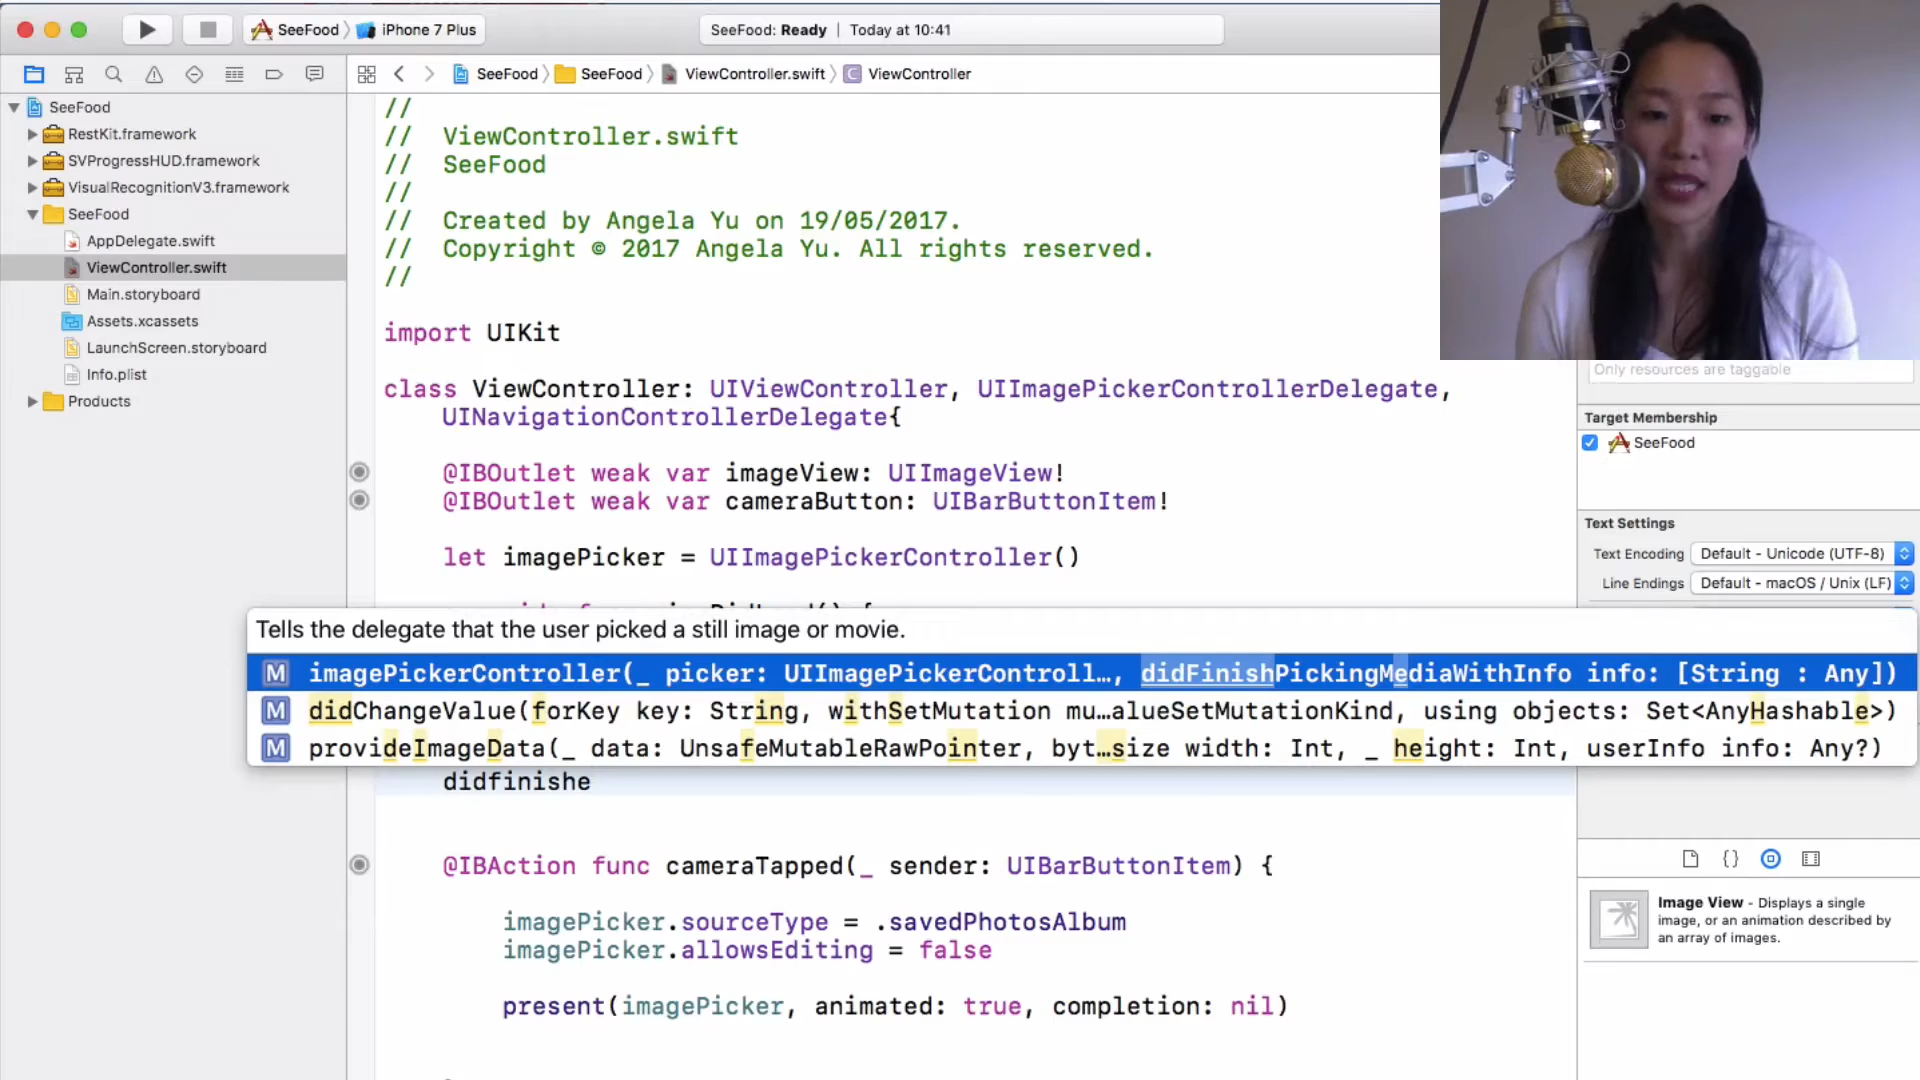 SeeFood
iPhone 7 Plus
SeeFood: Ready | Today at 10:41
SeeFood
SeeFood
ViewController.swift
C
ViewController
SeeFood
RestKit.framework
SVProgressHUD.framework
VisualRecognitionV3.framework
SeeFood
AppDelegate.swift
ViewController.swift
Main.storyboard
Assets.xcassets
LaunchScreen.storyboard
Info.plist
Products
//
// ViewController.swift
// SeeFood
//
// Created by Angela Yu on 19/05/2017.
// Copyright © 2017 Angela Yu. All rights reserved.
//
import UIKit
class ViewController: UIViewController, UIImagePickerControllerDelegate,
UINavigationControllerDelegate{
@IBOutlet weak var imageView: UIImageView!
@IBOutlet weak var cameraButton: UIBarButtonItem!
let imagePicker = UIImagePickerController()
Tells the delegate that the user picked a still image or movie.
M imagePickerController(_ picker: UIImagePickerControll…, didFinishPickingMediaWithInfo info: [String : Any])
M didChangeValue(forKey key: String, withSetMutation mu…alueSetMutationKind, using objects: Set<AnyHashable>)
M provideImageData(_ data: UnsafeMutableRawPointer, byt…size width: Int, _ height: Int, userInfo info: Any?)
didfinishe
@IBAction func cameraTapped(_ sender: UIBarButtonItem) {
imagePicker.sourceType = .savedPhotosAlbum
imagePicker.allowsEditing = false
present(imagePicker, animated: true, completion: nil)
Only resources are taggable
Target Membership
SeeFood
Text Settings
Text Encoding Default - Unicode (UTF-8)
Line Endings Default - macOS / Unix (LF)
{}
Image View - Displays a single
image, or an animation described by
an array of images.